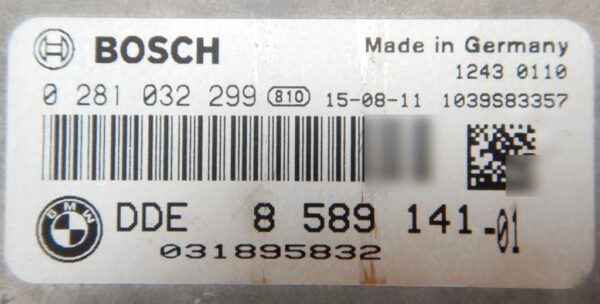 BOSCH
Made in Germany
1243 0110
0 281 032 299 810 15-08-11 1039S83357
BMW DDE 8 589 141-01
031895832